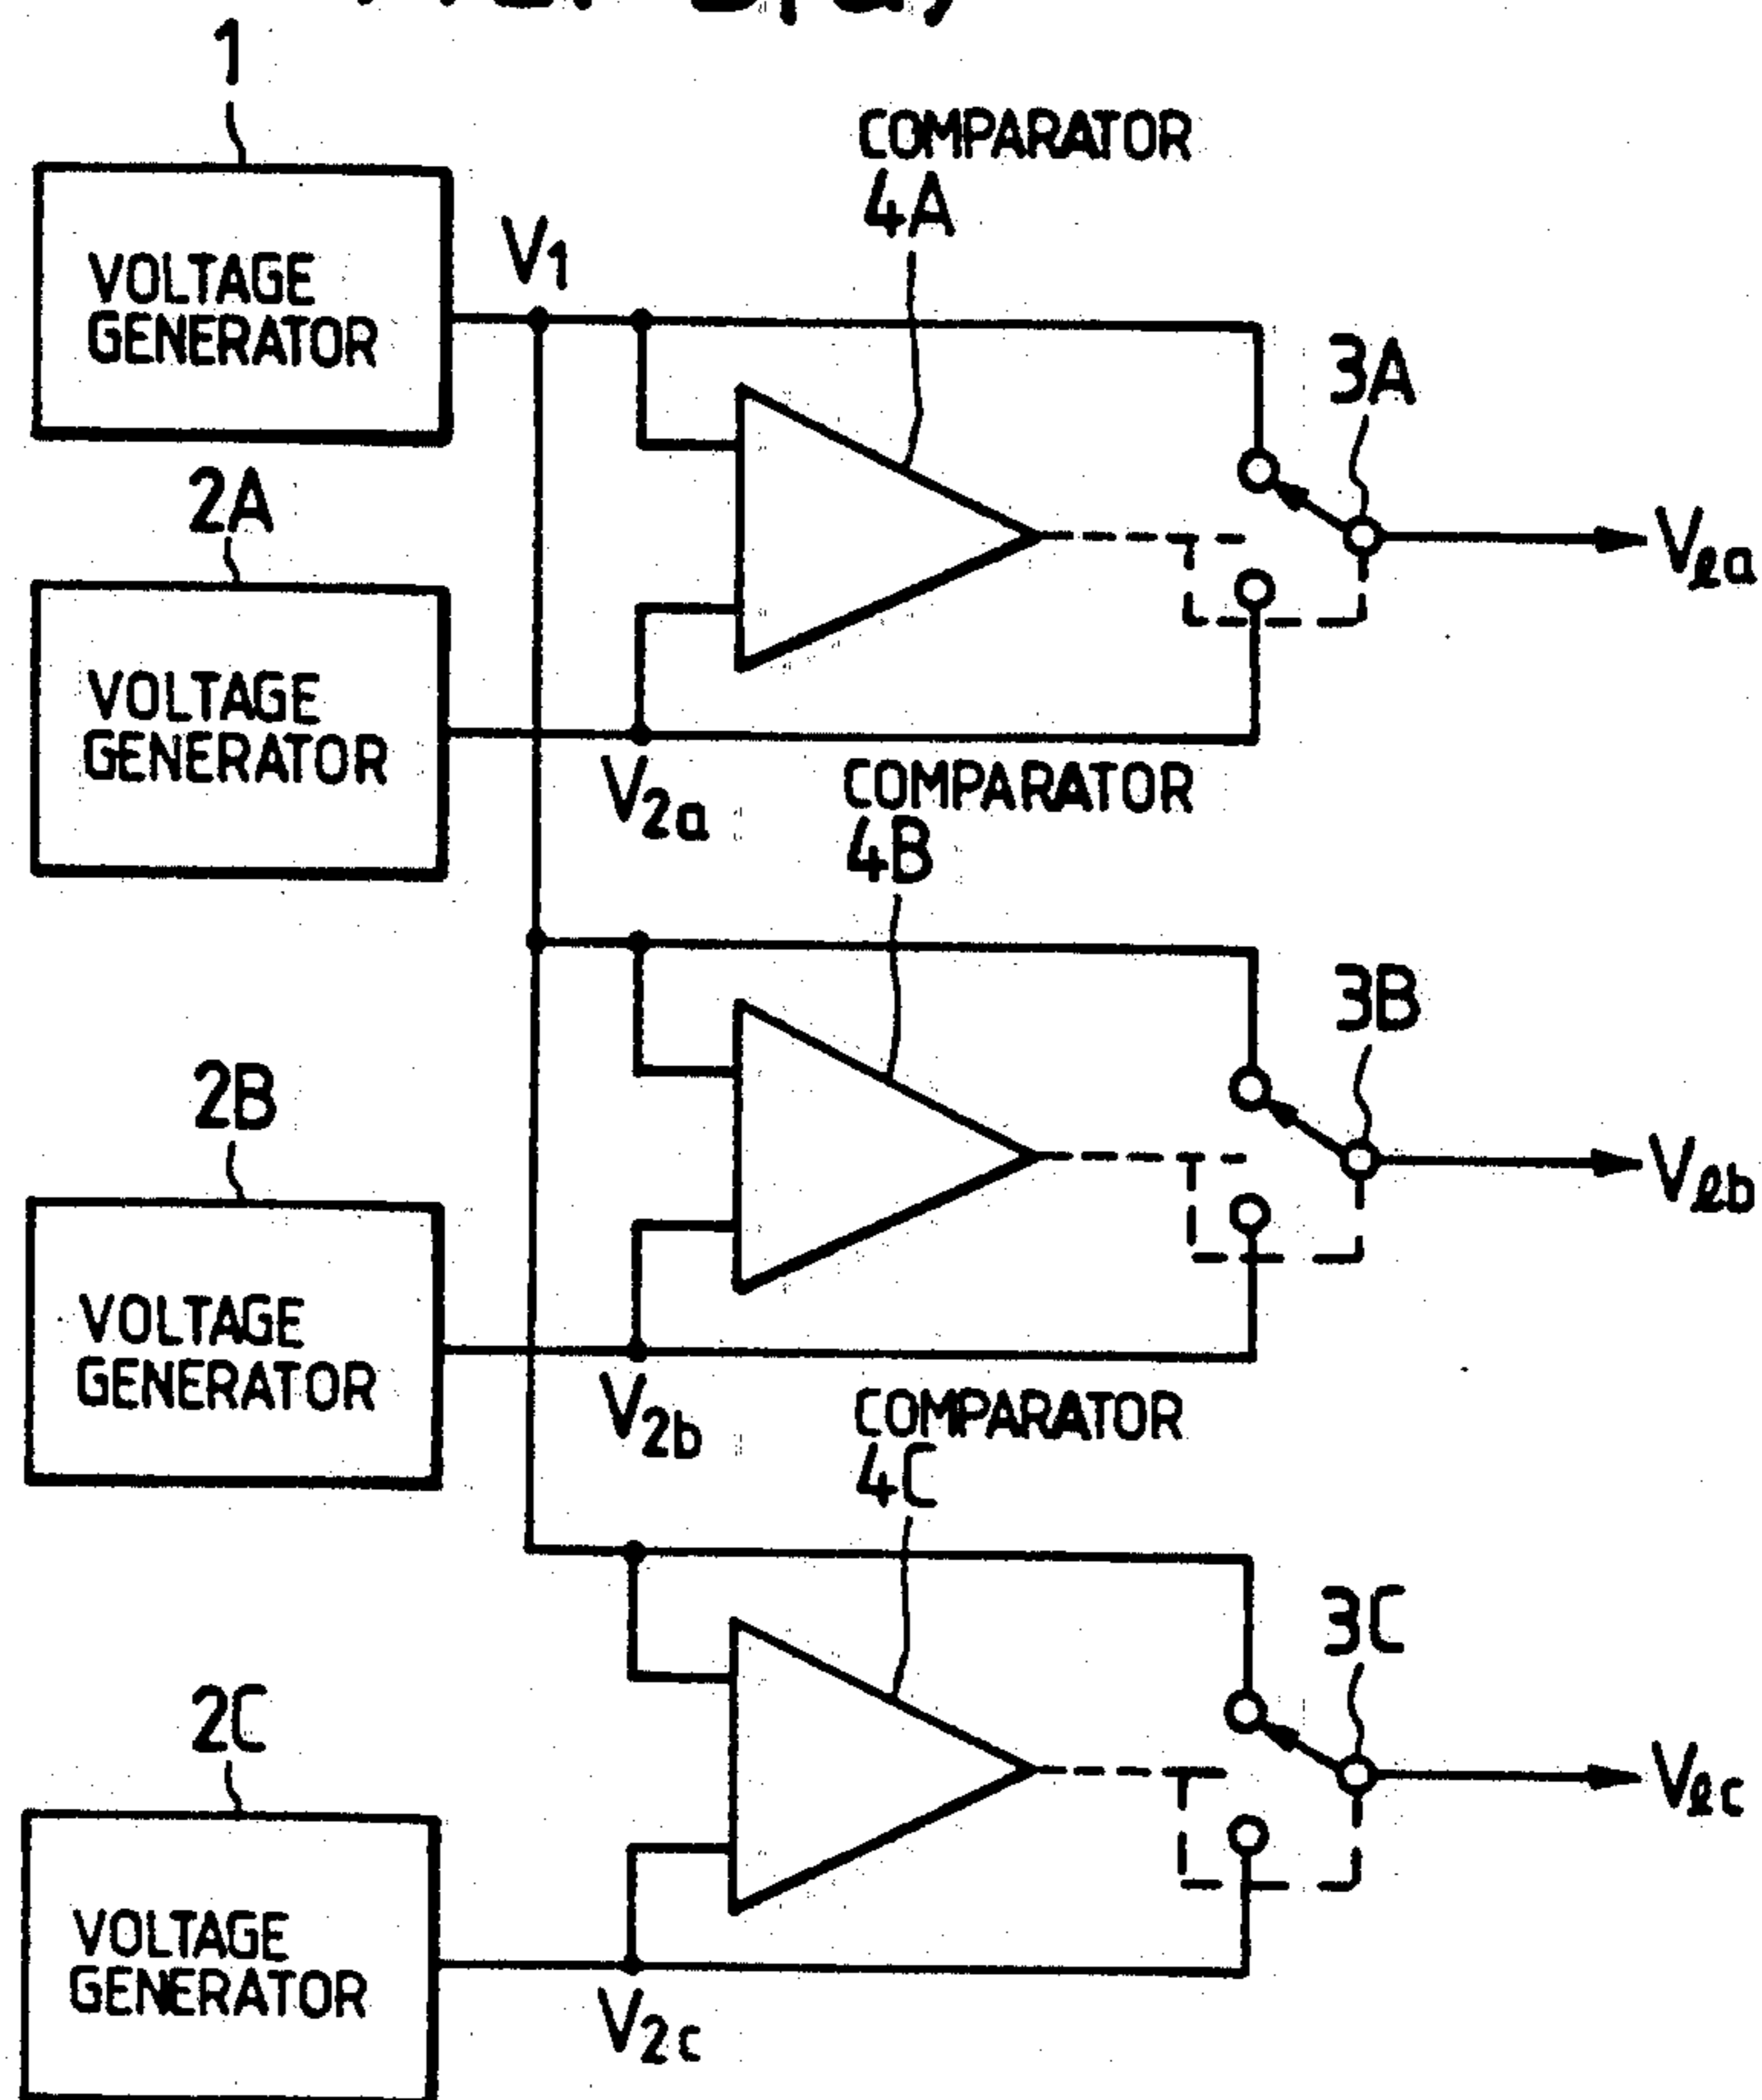 1
COMPARATOR
4A
VOLTAGE
GENERATOR
V1
3A
Vℓa
2A
VOLTAGE
GENERATOR
V2a
COMPARATOR
4B
3B
Vℓb
2B
VOLTAGE
GENERATOR
V2b
COMPARATOR
4C
3C
Vℓc
2C
VOLTAGE
GENERATOR
V2c